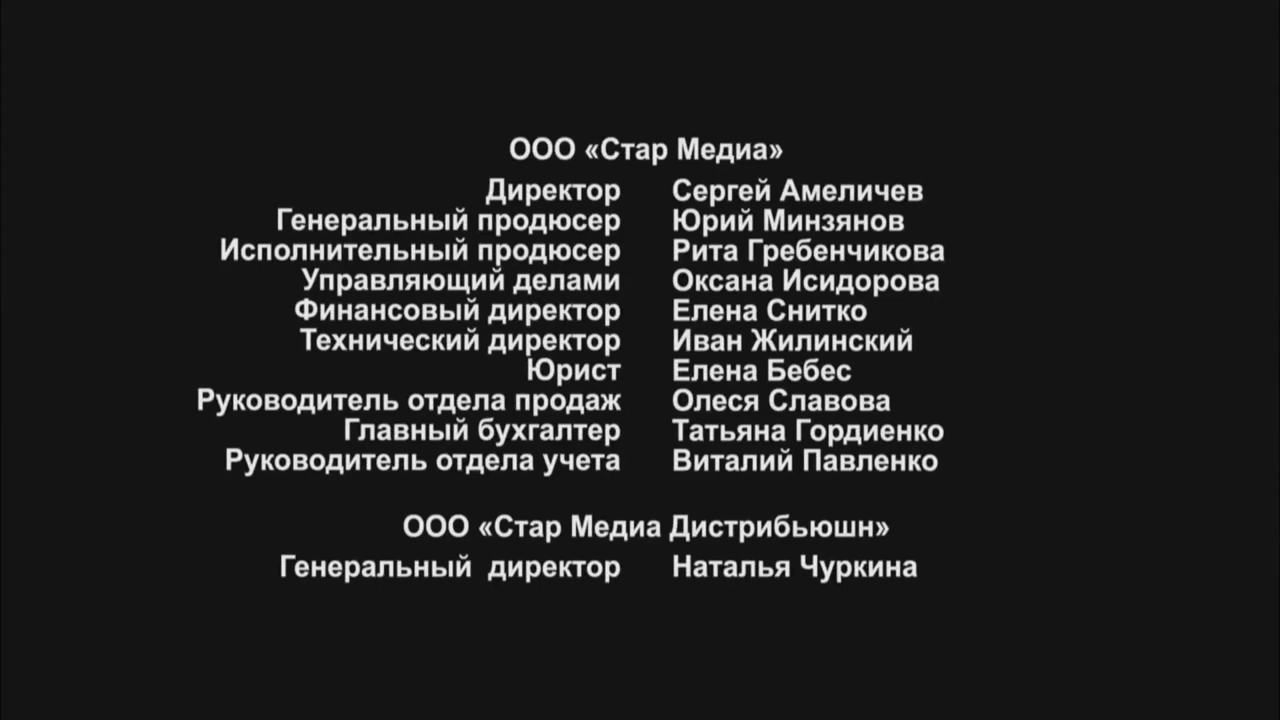 ООО «Стар Медиа»
Директор Сергей Амеличев
Генеральный продюсер Юрий Минзянов
Исполнительный продюсер Рита Гребенчикова
Управляющий делами Оксана Исидорова
Финансовый директор Елена Снитко
Технический директор Иван Жилинский
Юрист Елена Бебес
Руководитель отдела продаж Олеся Славова
Главный бухгалтер Татьяна Гордиенко
Руководитель отдела учета Виталий Павленко
ООО «Стар Медиа Дистрибьюшн»
Генеральный директор Наталья Чуркина